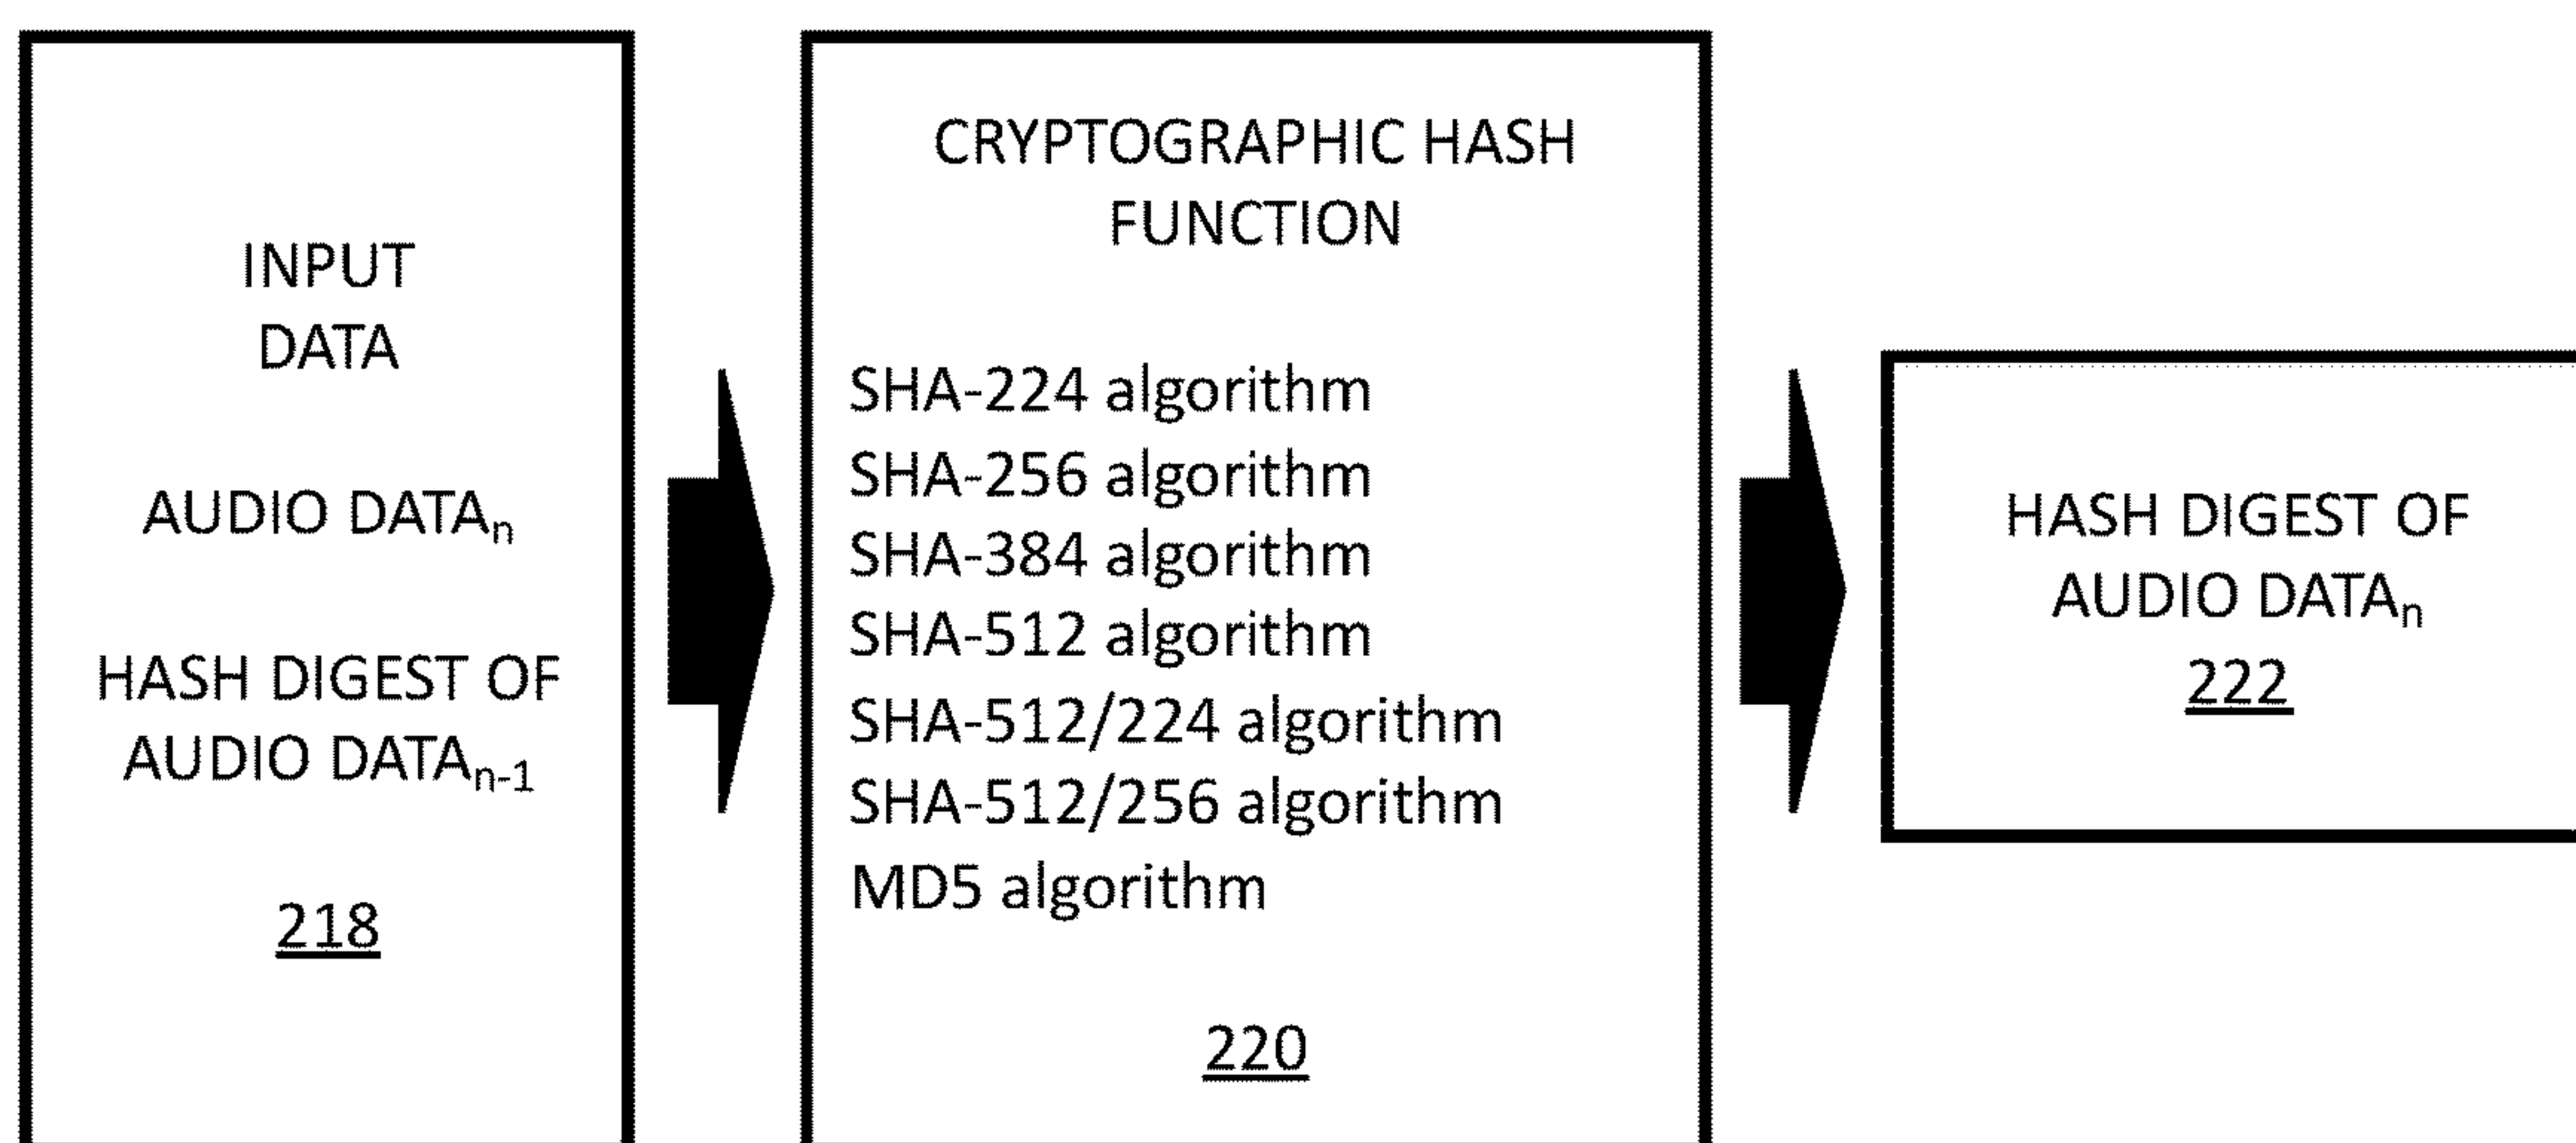 INPUT
DATA
AUDIO DATAₙ
HASH DIGEST OF
AUDIO DATAₙ₋₁
218
CRYPTOGRAPHIC HASH
FUNCTION
SHA-224 algorithm
SHA-256 algorithm
SHA-384 algorithm
SHA-512 algorithm
SHA-512/224 algorithm
SHA-512/256 algorithm
MD5 algorithm
220
HASH DIGEST OF
AUDIO DATAₙ
222